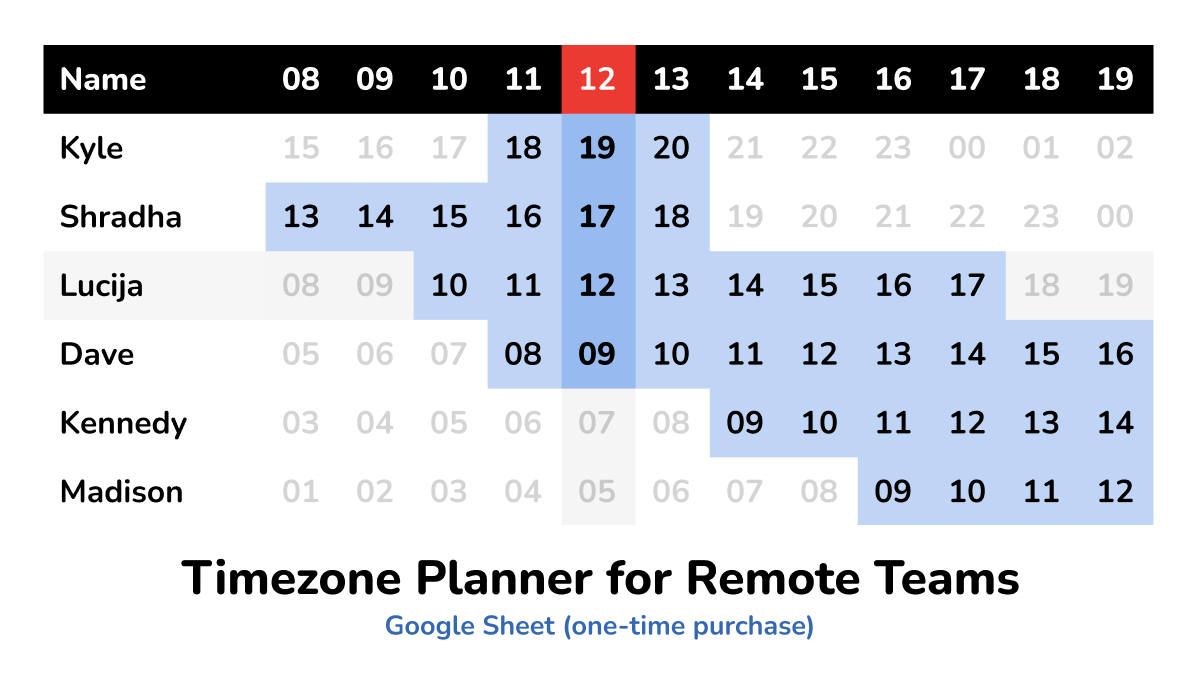 Name 08 09 10 11 12 13 14 15 16 17 18 19
Kyle 15 16 17 18 19 20 21 22 23 00 01 02
Shradha 13 14 15 16 17 18 19 20 21 22 23 00
Lucija 08 09 10 11 12 13 14 15 16 17 18 19
Dave 05 06 07 08 09 10 11 12 13 14 15 16
Kennedy 03 04 05 06 07 08 09 10 11 12 13 14
Madison 01 02 03 04 05 06 07 08 09 10 11 12
Timezone Planner for Remote Teams
Google Sheet (one-time purchase)